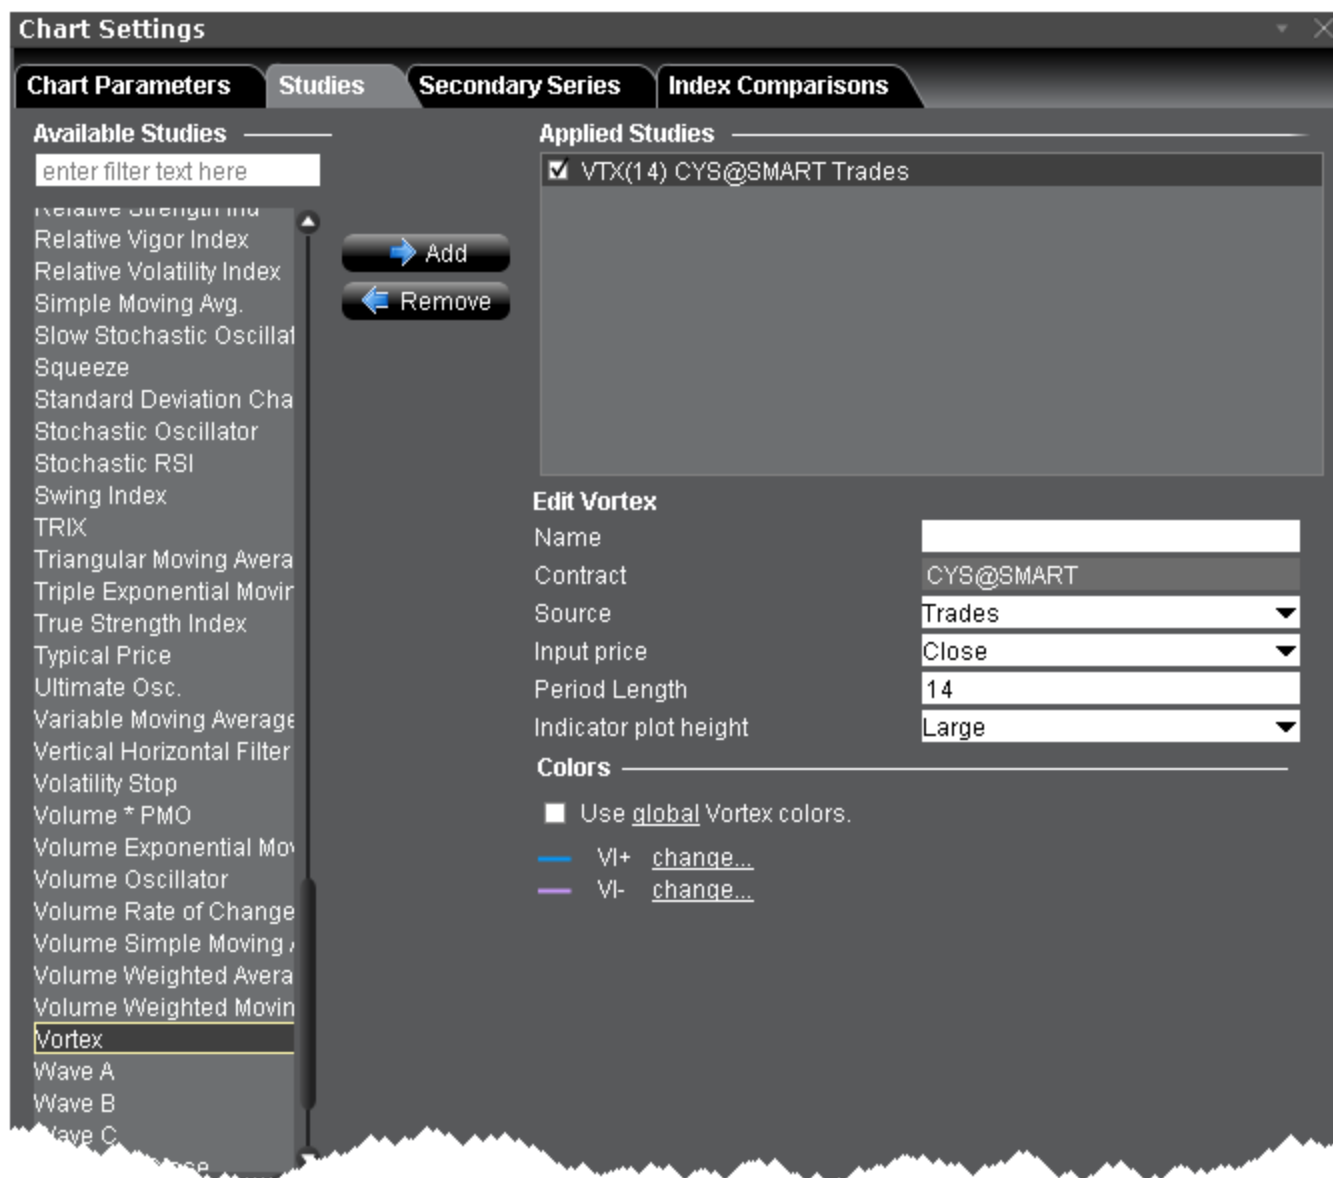 Chart Settings
Chart Parameters
Studies
Secondary Series
Index Comparisons
Available Studies
enter filter text here
Relative Vigor Index
Relative Volatility Index
Simple Moving Avg.
Slow Stochastic Oscillat
Squeeze
Standard Deviation Cha
Stochastic Oscillator
Stochastic RSI
Swing Index
TRIX
Triangular Moving Avera
Triple Exponential Movin
True Strength Index
Typical Price
Ultimate Osc.
Variable Moving Average
Vertical Horizontal Filter
Volatility Stop
Volume * PMO
Volume Exponential Mov
Volume Oscillator
Volume Rate of Change
Volume Simple Moving
Volume Weighted Avera
Volume Weighted Movin
Vortex
Wave A
Wave B
Wave C
Add
Remove
Applied Studies
VTX(14) CYS@SMART Trades
Edit Vortex
Name
Contract CYS@SMART
Source Trades
Input price Close
Period Length 14
Indicator plot height Large
Colors
Use global Vortex colors.
VI+ change...
VI- change...